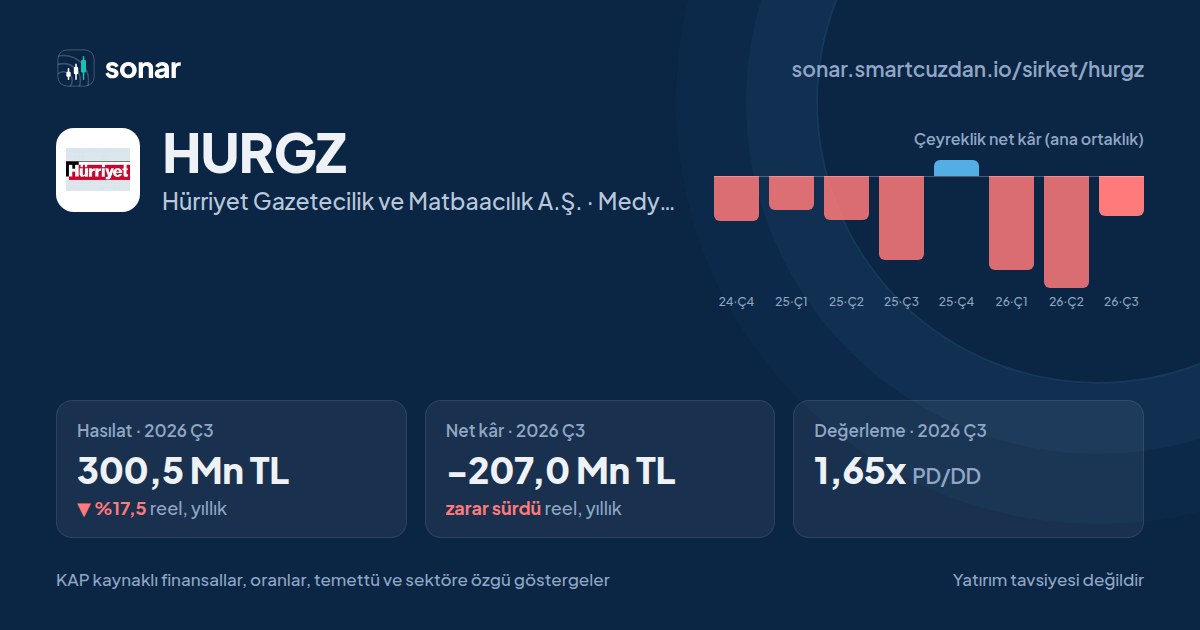 sonar
sonar.smartcuzdan.io/sirket/hurgz
Hürriyet
HURGZ
Hürriyet Gazetecilik ve Matbaacılık A.Ş. · Medy...
Çeyreklik net kâr (ana ortaklık)
24·Ç4 25·Ç1 25·Ç2 25·Ç3 25·Ç4 26·Ç1 26·Ç2 26·Ç3
Hasılat · 2026 Ç3
300,5 Mn TL
▼ %17,5 reel, yıllık
Net kâr · 2026 Ç3
−207,0 Mn TL
zarar sürdü reel, yıllık
Değerleme · 2026 Ç3
1,65x PD/DD
KAP kaynaklı finansallar, oranlar, temettü ve sektöre özgü göstergeler
Yatırım tavsiyesi değildir